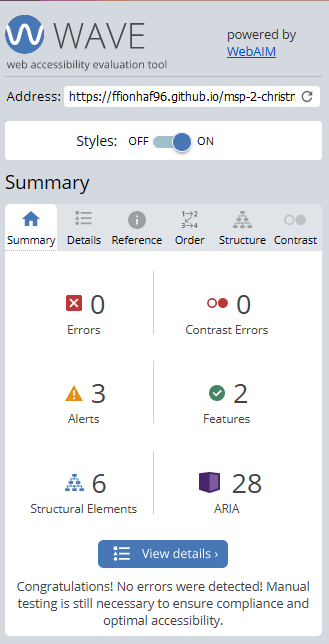 WAVE
web accessibility evaluation tool
powered by
WebAIM
Address: https://ffionhaf96.github.io/msp-2-christm
Styles: OFF ON
Summary
Summary Details Reference Order Structure Contrast
0 Errors
0 Contrast Errors
3 Alerts
2 Features
6 Structural Elements
28 ARIA
View details ›
Congratulations! No errors were detected! Manual
testing is still necessary to ensure compliance and
optimal accessibility.